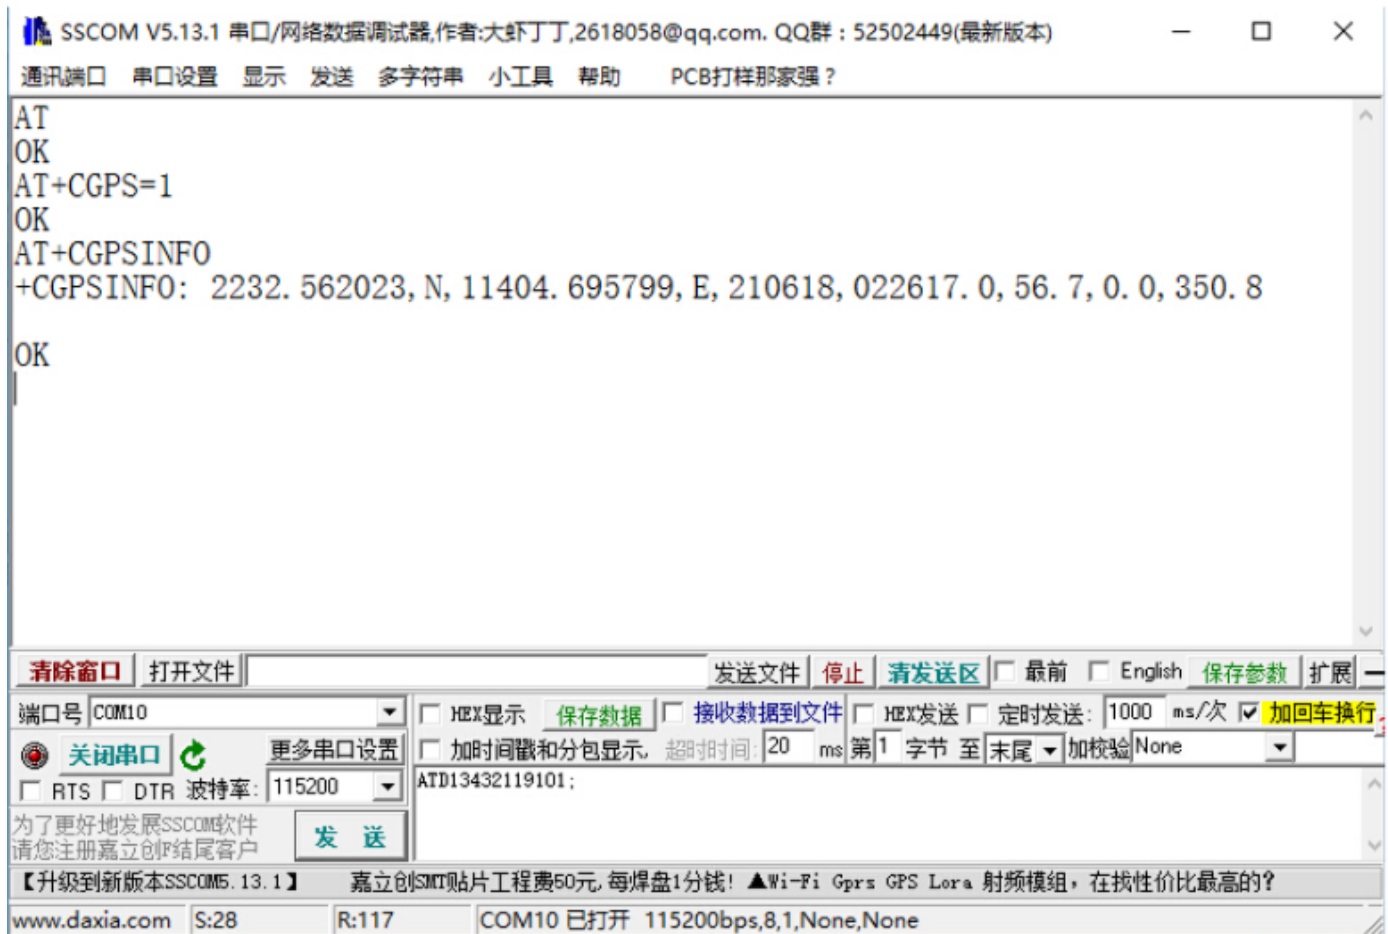 SSCOM V5.13.1 串口/网络数据调试器,作者:大虾丁丁,2618058@qq.com. QQ群：52502449(最新版本)
通讯端口 串口设置 显示 发送 多字符串 小工具 帮助 PCB打样那家强？
AT
OK
AT+CGPS=1
OK
AT+CGPSINFO
+CGPSINFO: 2232.562023,N,11404.695799,E,210618,022617.0,56.7,0.0,350.8
OK
清除窗口 打开文件 发送文件 停止 清发送区 最前 English 保存参数 扩展 —
端口号 COM10 HEX显示 保存数据 接收数据到文件 HEX发送 定时发送: 1000 ms/次 加回车换行
关闭串口 更多串口设置 加时间戳和分包显示, 超时时间: 20 ms 第1 字节 至 末尾 加校验 None
RTS DTR 波特率: 115200 ATD13432119101;
为了更好地发展SSCOM软件
请您注册嘉立创F结尾客户
发 送
【升级到新版本SSCOM5.13.1】 嘉立创SMT贴片工程费50元,每焊盘1分钱! ▲Wi-Fi Gprs GPS Lora 射频模组，在找性价比最高的?
www.daxia.com S:28 R:117 COM10 已打开 115200bps,8,1,None,None